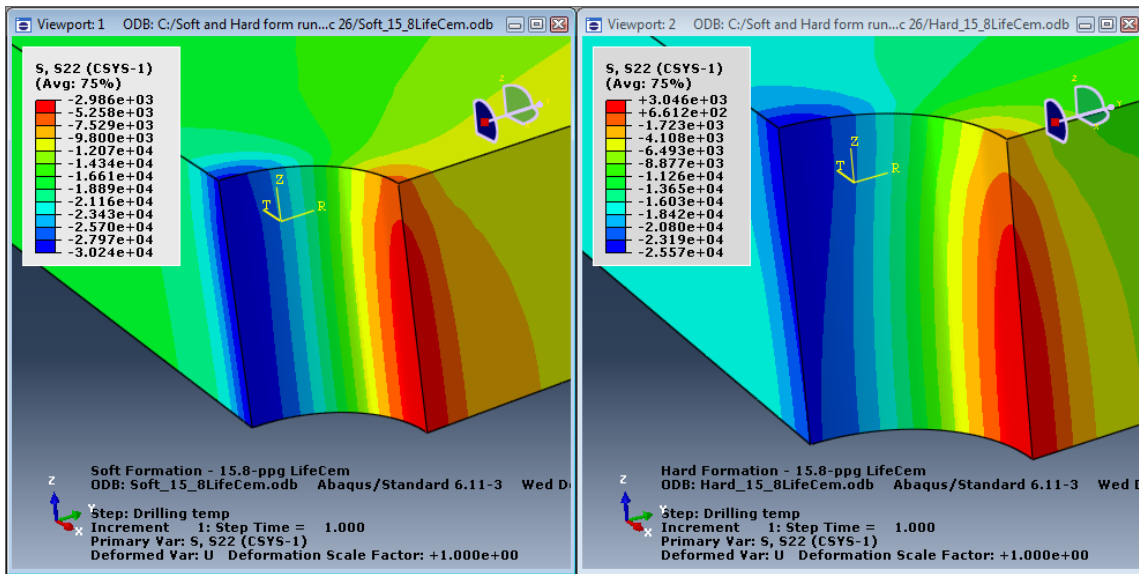 Viewport: 1 ODB: C:/Soft and Hard form run...c 26/Soft_15_8LifeCem.odb
S, S22 (CSYS-1)
(Avg: 75%)
-2.986e+03
-5.258e+03
-7.529e+03
-9.800e+03
-1.207e+04
-1.434e+04
-1.661e+04
-1.889e+04
-2.116e+04
-2.343e+04
-2.570e+04
-2.797e+04
-3.024e+04
Z
T
R
Z
Y
X
Soft Formation - 15.8-ppg LifeCem
ODB: Soft_15_8LifeCem.odb Abaqus/Standard 6.11-3 Wed D
Step: Drilling temp
Increment 1: Step Time = 1.000
Primary Var: S, S22 (CSYS-1)
Deformed Var: U Deformation Scale Factor: +1.000e+00
Viewport: 2 ODB: C:/Soft and Hard form run...c 26/Hard_15_8LifeCem.odb
S, S22 (CSYS-1)
(Avg: 75%)
+3.046e+03
+6.612e+02
-1.723e+03
-4.108e+03
-6.493e+03
-8.877e+03
-1.126e+04
-1.365e+04
-1.603e+04
-1.842e+04
-2.080e+04
-2.319e+04
-2.557e+04
Z
T
R
Z
Y
X
Hard Formation - 15.8-ppg LifeCem
ODB: Hard_15_8LifeCem.odb Abaqus/Standard 6.11-3 Wed D
Step: Drilling temp
Increment 1: Step Time = 1.000
Primary Var: S, S22 (CSYS-1)
Deformed Var: U Deformation Scale Factor: +1.000e+00